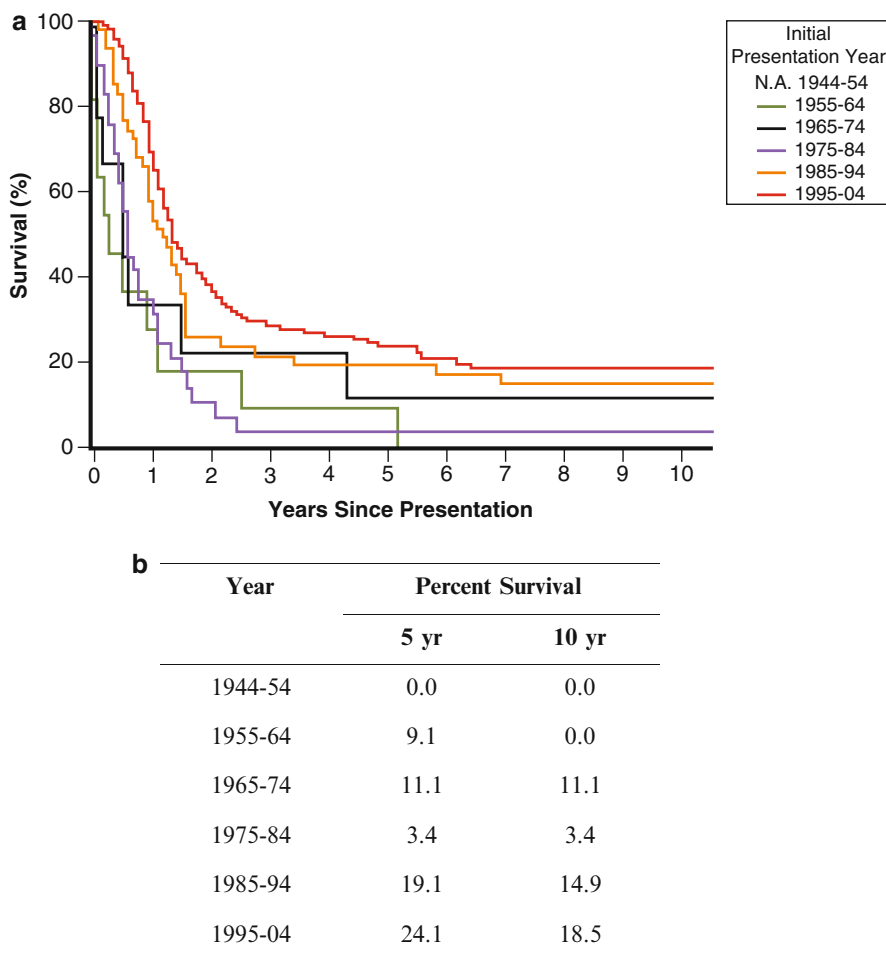 a
100
80
60
40
20
0
Survival (%)
0 1 2 3 4 5 6 7 8 9 10
Years Since Presentation
Initial
Presentation Year
N.A. 1944-54
1955-64
1965-74
1975-84
1985-94
1995-04
b
Year Percent Survival
5 yr 10 yr
1944-54 0.0 0.0
1955-64 9.1 0.0
1965-74 11.1 11.1
1975-84 3.4 3.4
1985-94 19.1 14.9
1995-04 24.1 18.5